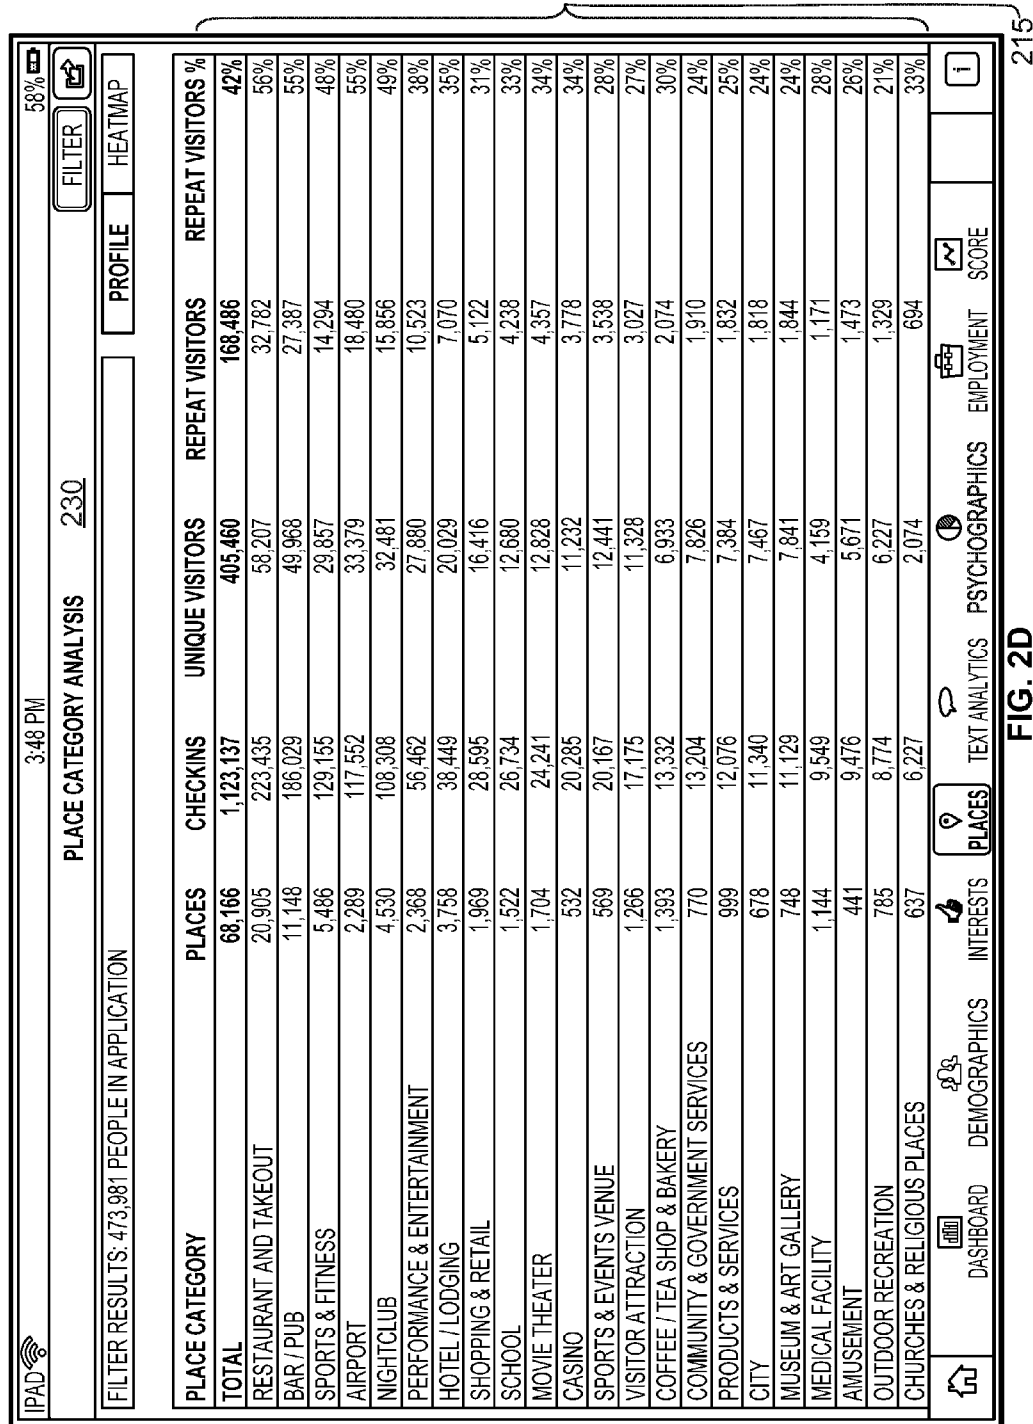 IPAD 3:48 PM 58%
PLACE CATEGORY ANALYSIS 230 FILTER
FILTER RESULTS: 473,981 PEOPLE IN APPLICATION PROFILE HEATMAP
PLACE CATEGORY PLACES CHECKINS UNIQUE VISITORS REPEAT VISITORS REPEAT VISITORS %
TOTAL 68,166 1,123,137 405,460 168,486 42%
RESTAURANT AND TAKEOUT 20,905 223,435 58,207 32,782 56%
BAR / PUB 11,148 186,029 49,968 27,387 55%
SPORTS & FITNESS 5,486 129,155 29,857 14,294 48%
AIRPORT 2,289 117,552 33,379 18,480 55%
NIGHTCLUB 4,530 108,308 32,481 15,856 49%
PERFORMANCE & ENTERTAINMENT 2,368 56,462 27,880 10,523 38%
HOTEL / LODGING 3,758 38,449 20,029 7,070 35%
SHOPPING & RETAIL 1,969 28,595 16,416 5,122 31%
SCHOOL 1,522 26,734 12,680 4,238 33%
MOVIE THEATER 1,704 24,241 12,828 4,357 34%
CASINO 532 20,285 11,232 3,778 34%
SPORTS & EVENTS VENUE 569 20,167 12,441 3,538 28%
VISITOR ATTRACTION 1,266 17,175 11,328 3,027 27%
COFFEE / TEA SHOP & BAKERY 1,393 13,332 6,933 2,074 30%
COMMUNITY & GOVERNMENT SERVICES 770 13,204 7,826 1,910 24%
PRODUCTS & SERVICES 999 12,076 7,384 1,832 25%
CITY 678 11,340 7,467 1,818 24%
MUSEUM & ART GALLERY 748 11,129 7,841 1,844 24%
MEDICAL FACILITY 1,144 9,549 4,159 1,171 28%
AMUSEMENT 441 9,476 5,671 1,473 26%
OUTDOOR RECREATION 785 8,774 6,227 1,329 21%
CHURCHES & RELIGIOUS PLACES 637 6,227 2,074 694 33%
DASHBOARD DEMOGRAPHICS INTERESTS PLACES TEXT ANALYTICS PSYCHOGRAPHICS EMPLOYMENT SCORE i
215
FIG. 2D